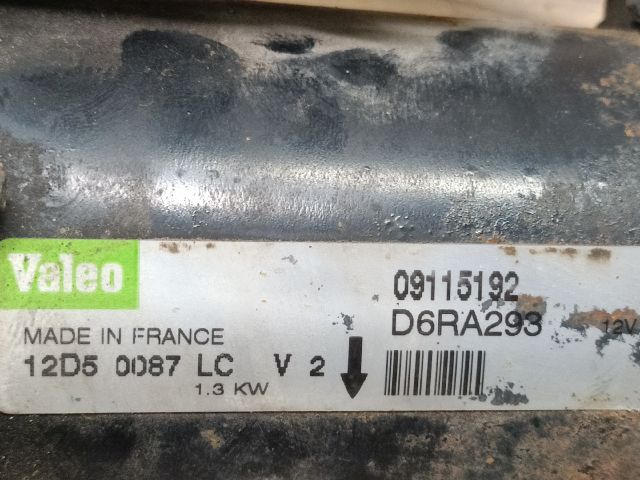 Valeo
09115192
D6RA293 12V
MADE IN FRANCE
12D5 0087 LC V 2
1.3 KW